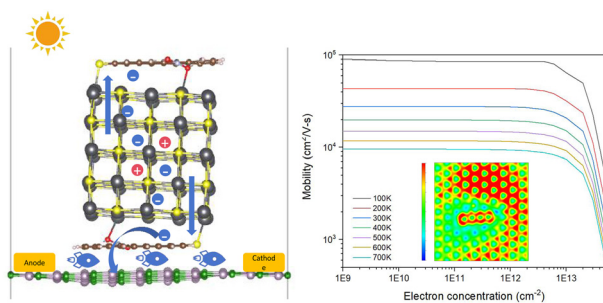 Anode
Cathod
e
Mobility (cm²/V-s)
10⁵
10⁴
10³
100K
200K
300K
400K
500K
600K
700K
1E9
1E10
1E11
1E12
1E13
Electron concentration (cm⁻²)